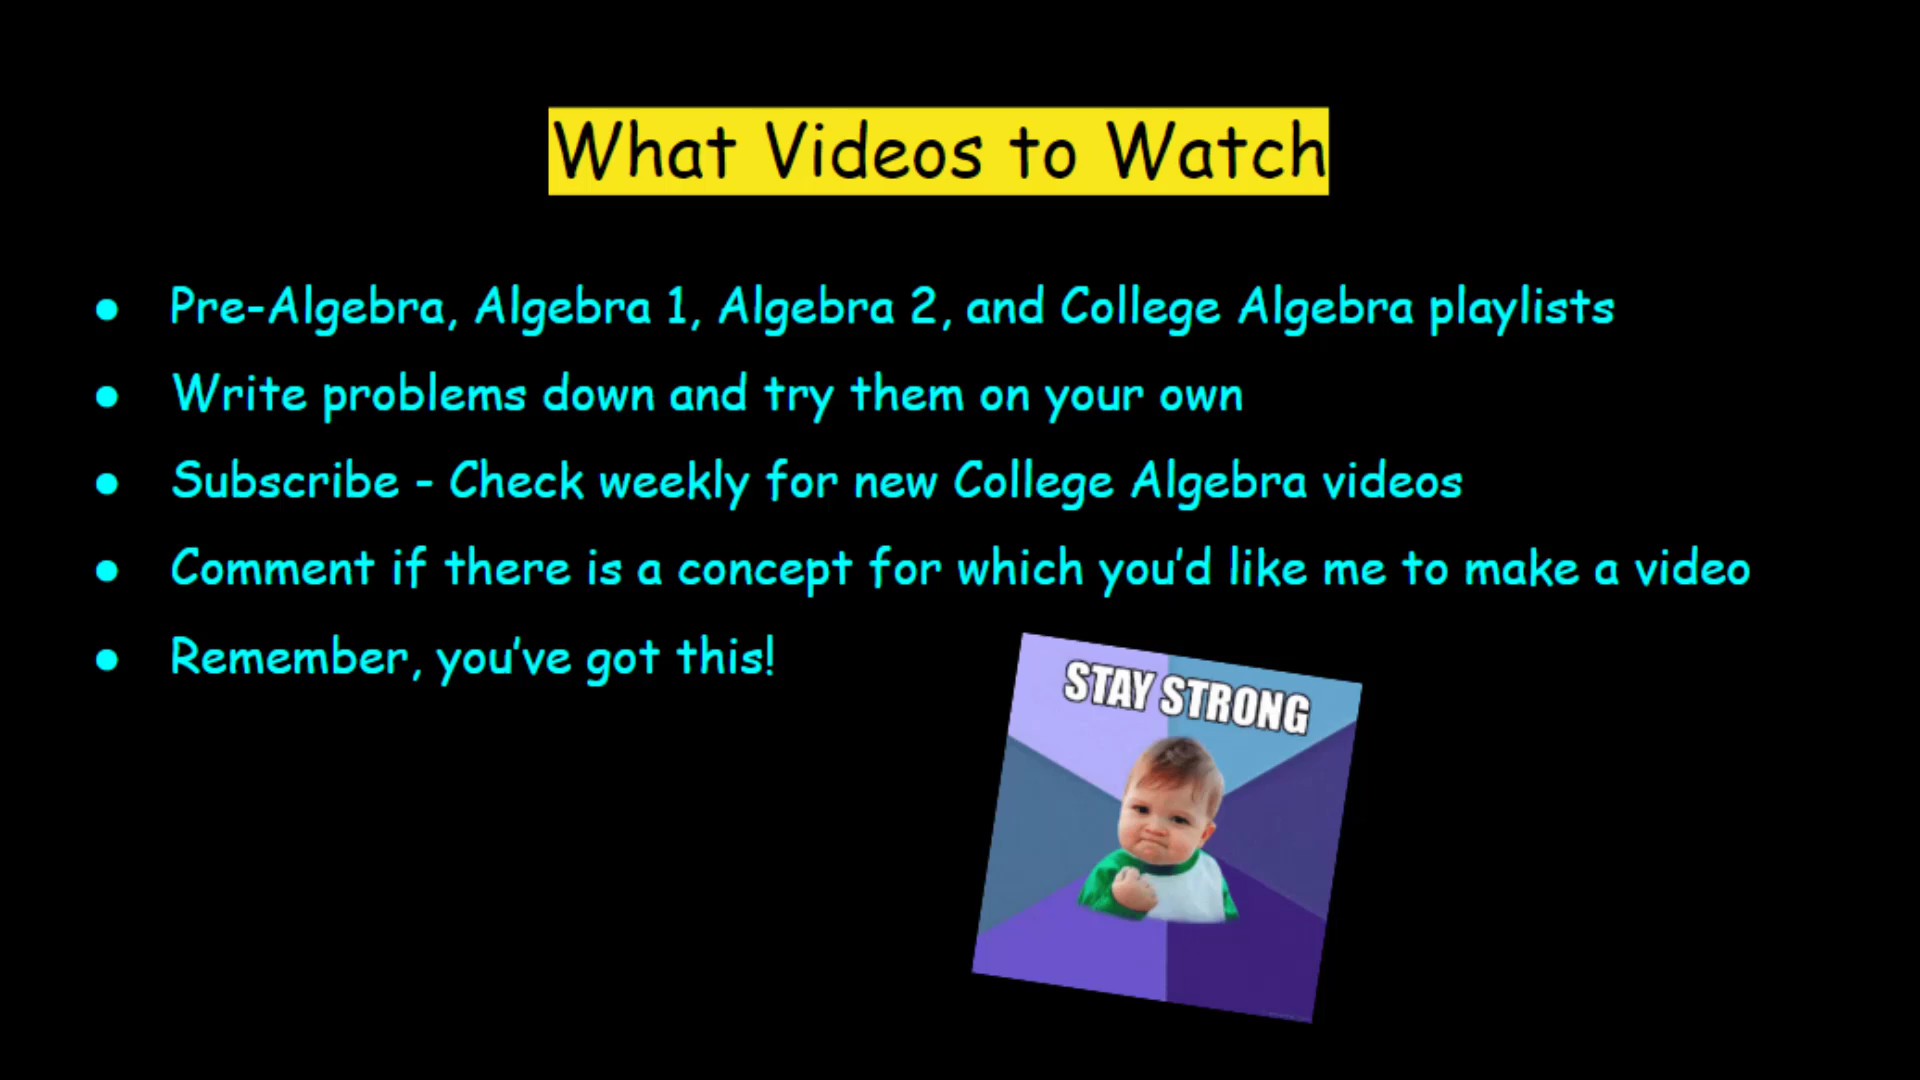 What Videos to Watch
● Pre-Algebra, Algebra 1, Algebra 2, and College Algebra playlists
● Write problems down and try them on your own
● Subscribe - Check weekly for new College Algebra videos
● Comment if there is a concept for which you’d like me to make a video
● Remember, you’ve got this!
STAY STRONG